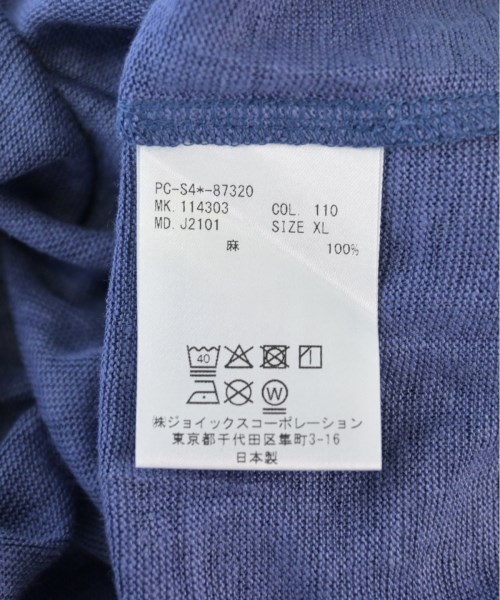 PC-S4*-87320
MK. 114303 COL. 110
MD. J2101 SIZE XL
麻 100%
40
W
㈱ジョイックスコーポレーション
東京都千代田区隼町3-16
日本製